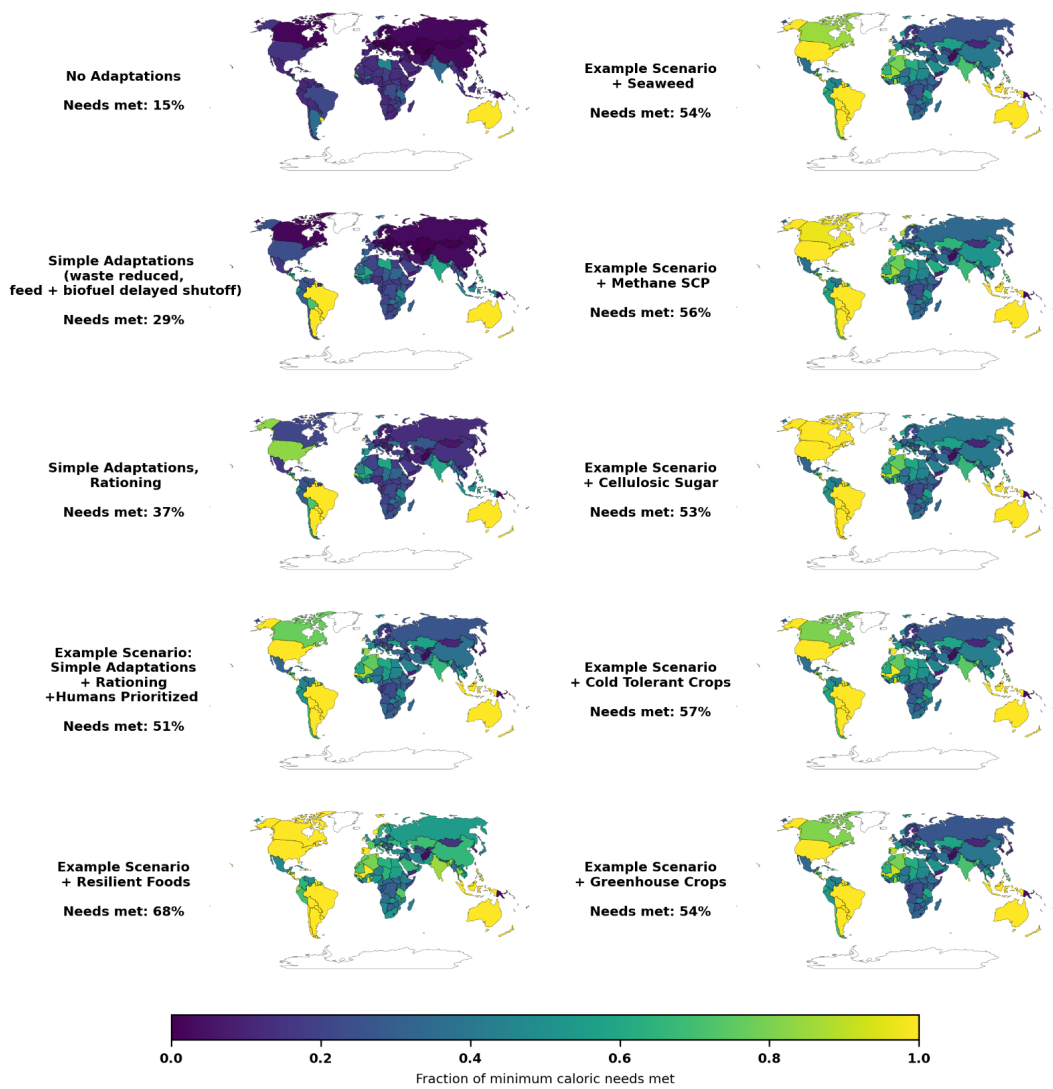 No Adaptations
Needs met: 15%
Simple Adaptations
(waste reduced,
feed + biofuel delayed shutoff)
Needs met: 29%
Simple Adaptations,
Rationing
Needs met: 37%
Example Scenario:
Simple Adaptations
+ Rationing
+Humans Prioritized
Needs met: 51%
Example Scenario
+ Resilient Foods
Needs met: 68%
Example Scenario
+ Seaweed
Needs met: 54%
Example Scenario
+ Methane SCP
Needs met: 56%
Example Scenario
+ Cellulosic Sugar
Needs met: 53%
Example Scenario
+ Cold Tolerant Crops
Needs met: 57%
Example Scenario
+ Greenhouse Crops
Needs met: 54%
0.0 0.2 0.4 0.6 0.8 1.0
Fraction of minimum caloric needs met